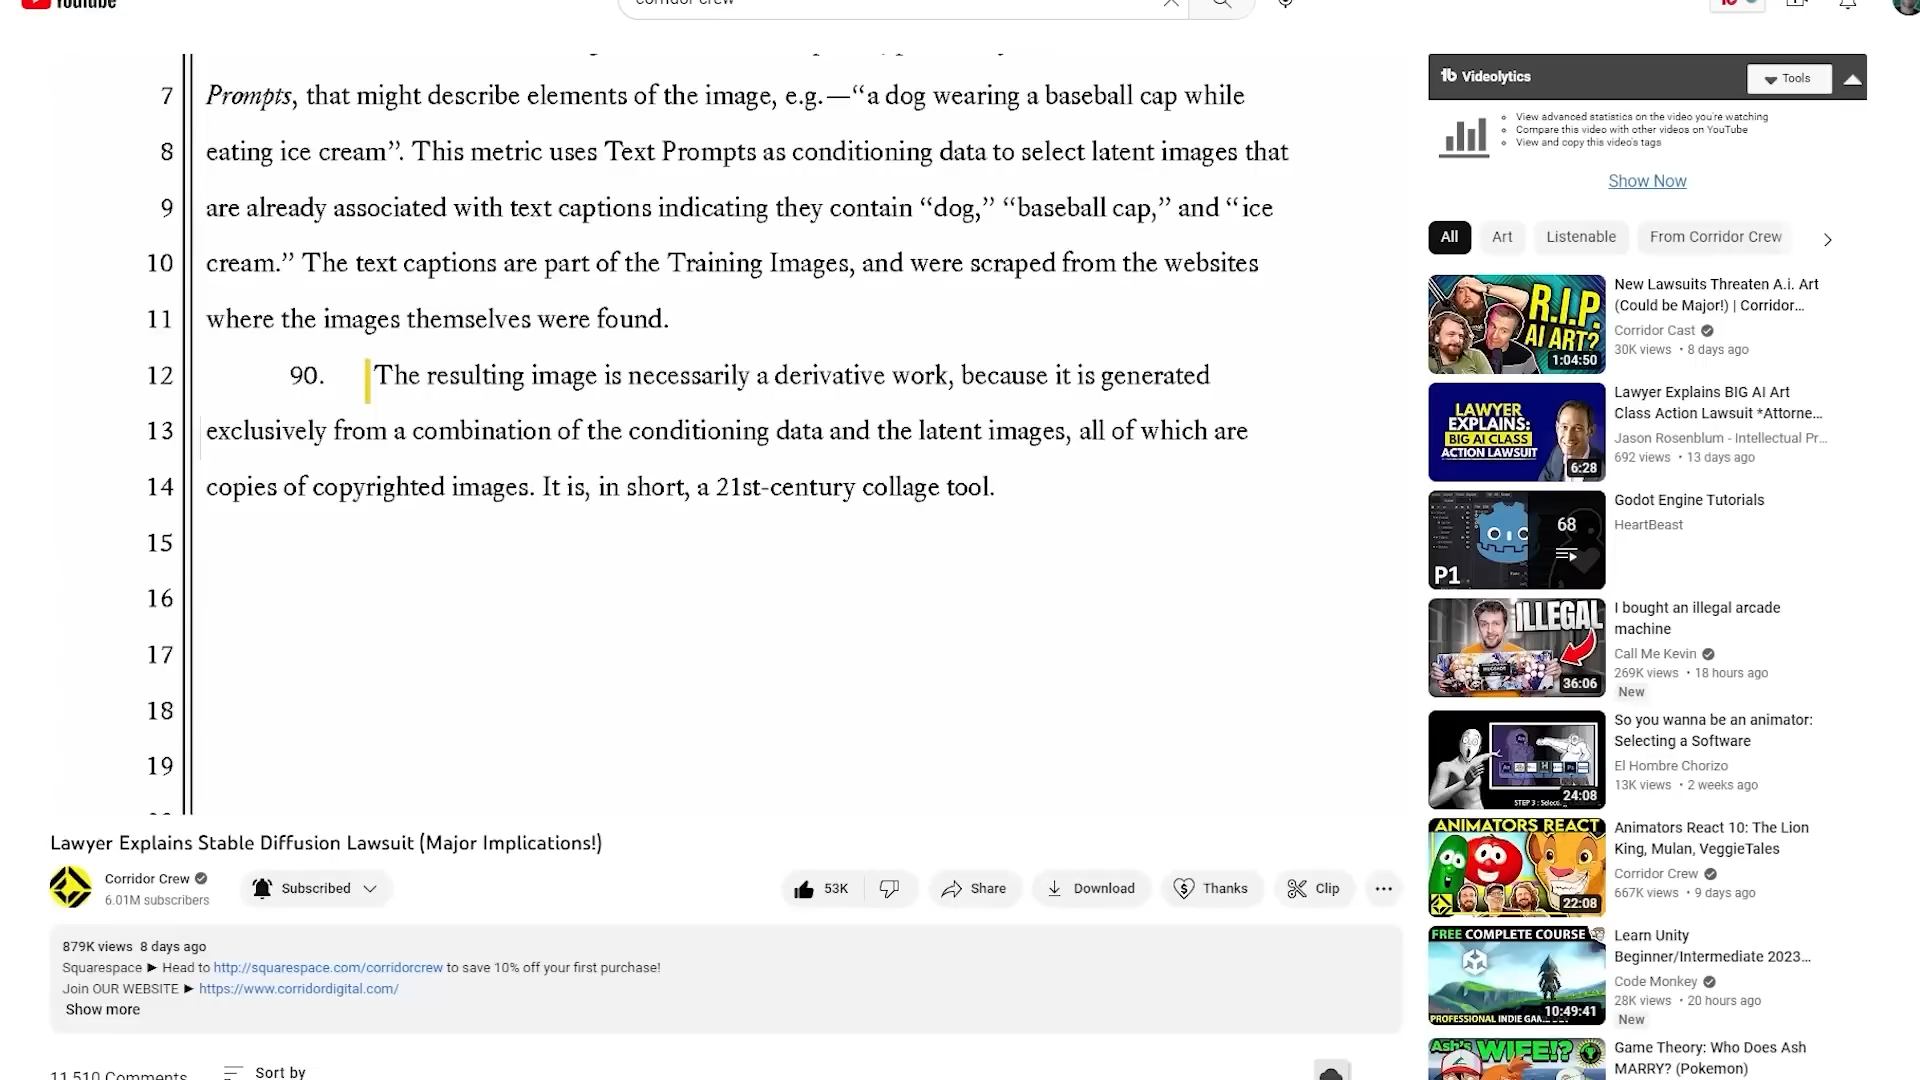 YouTube
corridor crew
7 Prompts, that might describe elements of the image, e.g.—“a dog wearing a baseball cap while
8 eating ice cream”. This metric uses Text Prompts as conditioning data to select latent images that
9 are already associated with text captions indicating they contain “dog,” “baseball cap,” and “ice
10 cream.” The text captions are part of the Training Images, and were scraped from the websites
11 where the images themselves were found.
12 90. The resulting image is necessarily a derivative work, because it is generated
13 exclusively from a combination of the conditioning data and the latent images, all of which are
14 copies of copyrighted images. It is, in short, a 21st-century collage tool.
15
16
17
18
19
Lawyer Explains Stable Diffusion Lawsuit (Major Implications!)
Corridor Crew
6.01M subscribers
Subscribed
53K
Share
Download
Thanks
Clip
879K views 8 days ago
Squarespace ► Head to http://squarespace.com/corridorcrew to save 10% off your first purchase!
Join OUR WEBSITE ► https://www.corridordigital.com/
Show more
11,510 Comments
Sort by
Videolytics
Tools
View advanced statistics on the video you're watching
Compare this video with other videos on YouTube
View and copy this video's tags
Show Now
All
Art
Listenable
From Corridor Crew
R.I.P.
AI ART?
1:04:50
New Lawsuits Threaten A.i. Art
(Could be Major!) | Corridor...
Corridor Cast
30K views • 8 days ago
LAWYER
EXPLAINS:
BIG AI CLASS
ACTION LAWSUIT
6:28
Lawyer Explains BIG AI Art
Class Action Lawsuit *Attorne...
Jason Rosenblum - Intellectual Pr...
692 views • 13 days ago
68
P1
Godot Engine Tutorials
HeartBeast
ILLEGAL
36:06
I bought an illegal arcade
machine
Call Me Kevin
269K views • 18 hours ago
New
24:08
So you wanna be an animator:
Selecting a Software
El Hombre Chorizo
13K views • 2 weeks ago
ANIMATORS REACT
22:08
Animators React 10: The Lion
King, Mulan, VeggieTales
Corridor Crew
667K views • 9 days ago
FREE COMPLETE COURSE
10:49:41
Learn Unity
Beginner/Intermediate 2023...
Code Monkey
28K views • 20 hours ago
New
Ash's WIFE!?
Game Theory: Who Does Ash
MARRY? (Pokemon)